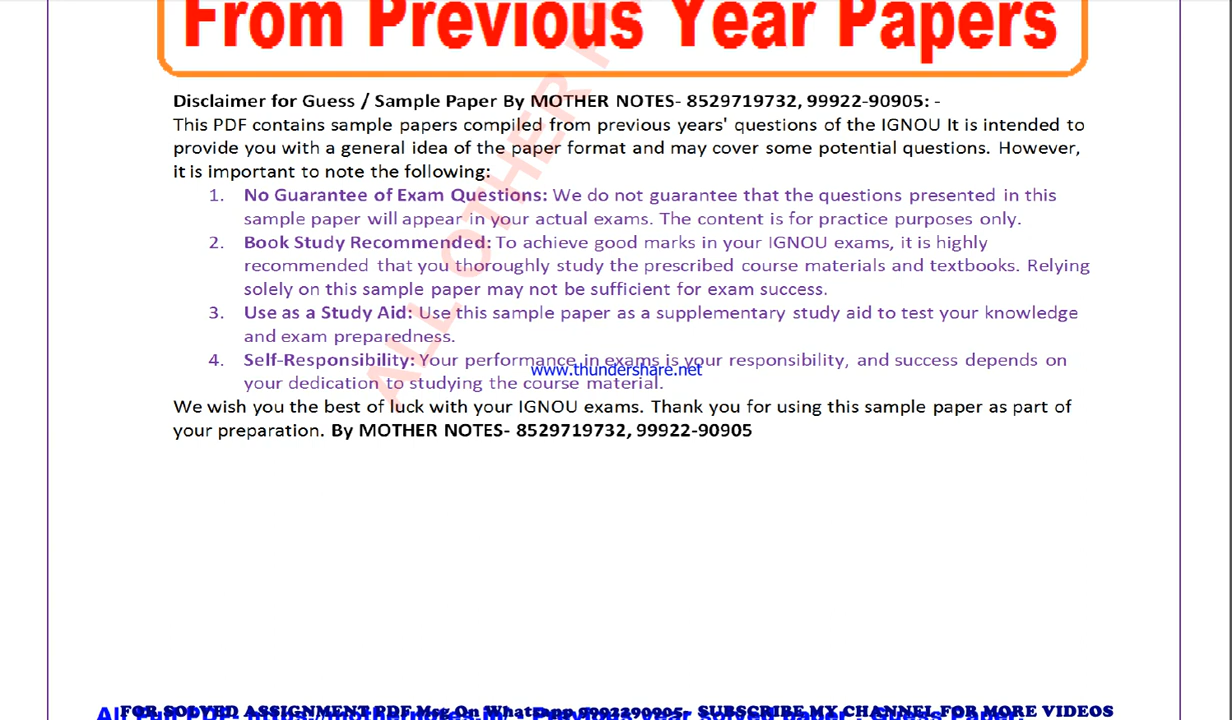 From Previous Year Papers
Disclaimer for Guess / Sample Paper By MOTHER NOTES- 8529719732, 99922-90905: -
This PDF contains sample papers compiled from previous years' questions of the IGNOU It is intended to
provide you with a general idea of the paper format and may cover some potential questions. However,
it is important to note the following:
1. No Guarantee of Exam Questions: We do not guarantee that the questions presented in this
sample paper will appear in your actual exams. The content is for practice purposes only.
2. Book Study Recommended: To achieve good marks in your IGNOU exams, it is highly
recommended that you thoroughly study the prescribed course materials and textbooks. Relying
solely on this sample paper may not be sufficient for exam success.
3. Use as a Study Aid: Use this sample paper as a supplementary study aid to test your knowledge
and exam preparedness.
4. Self-Responsibility: Your performance in exams is your responsibility, and success depends on
www.thundershare.net
your dedication to studying the course material.
We wish you the best of luck with your IGNOU exams. Thank you for using this sample paper as part of
your preparation. By MOTHER NOTES- 8529719732, 99922-90905
ALL OTHER
FOR SOLVED ASSIGNMENT PDF Msg On WhatsApp SUBSCRIBE MY CHANNEL FOR MORE VIDEOS